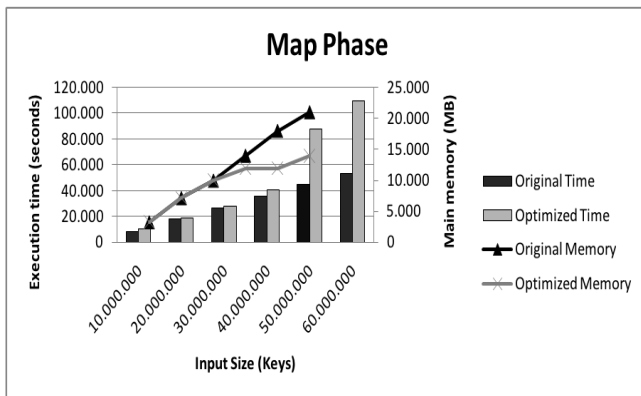 Map Phase
Execution time (seconds)
120.000
100.000
80.000
60.000
40.000
20.000
0
25.000
20.000
15.000
10.000
5.000
0
Main memory (MB)
10.000.000
20.000.000
30.000.000
40.000.000
50.000.000
60.000.000
Input Size (Keys)
Original Time
Optimized Time
Original Memory
Optimized Memory